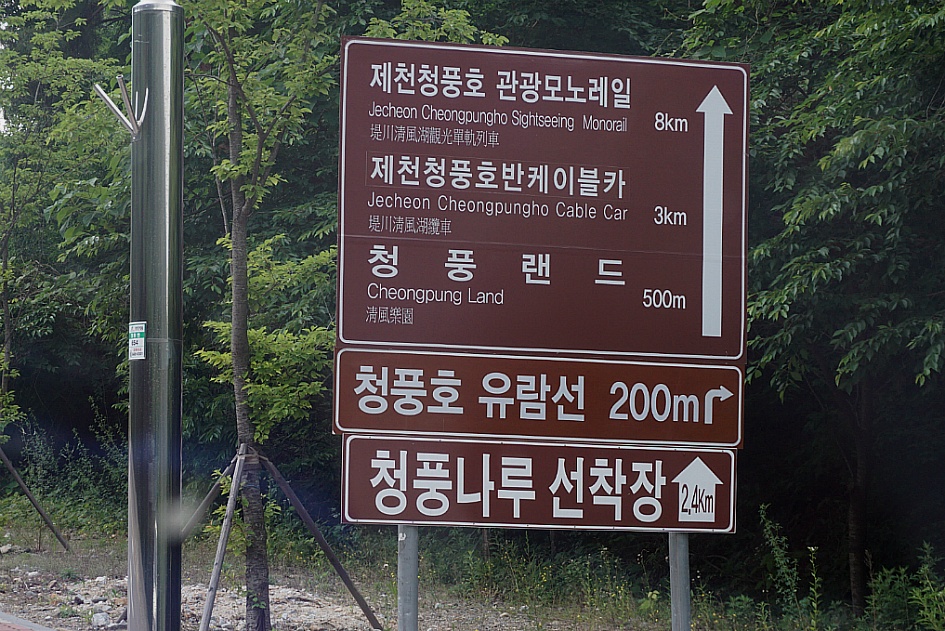 제천청풍호 관광모노레일
Jecheon Cheongpungho Sightseeing Monorail 8km
堤川淸風湖觀光單軌列車
제천청풍호반케이블카
Jecheon Cheongpungho Cable Car 3km
堤川淸風湖纜車
청풍랜드
Cheongpung Land 500m
淸風樂園
청풍호 유람선 200m
청풍나루 선착장 2,4Km